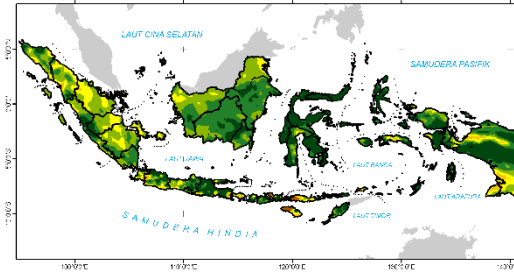 LAUT CINA SELATAN
SAMUDERA PASIFIK
LAUT JAWA
LAUT BANDA
LAUT ARAFURA
LAUT TIMOR
SAMUDERA HINDIA
100°0'0"E
110°0'0"E
120°0'0"E
130°0'0"E